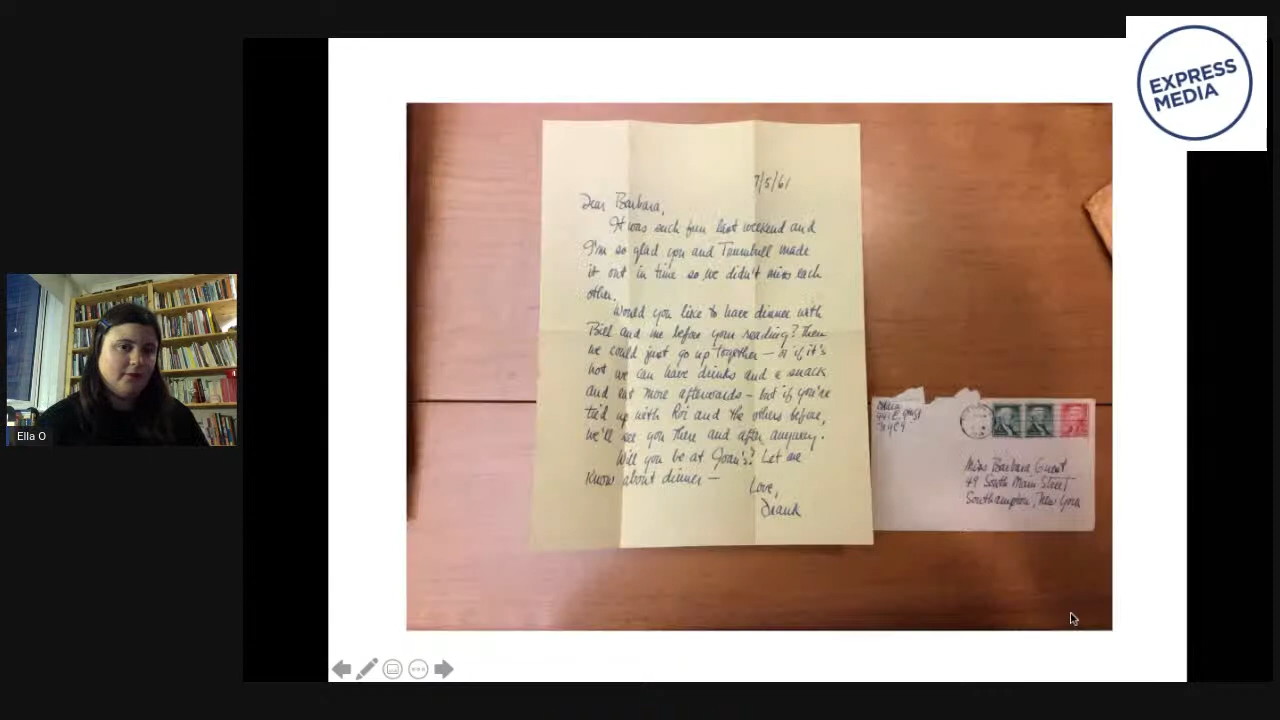 EXPRESS
MEDIA
7/5/61
Dear Barbara,
It was such fun last weekend and
I'm so glad you and Trumbull made
it out in time so we didn't miss each
other.
Would you like to have dinner with
Bill and me before your reading? Then
we could just go up together — or if it's
hot we can have drinks and a snack
and eat more afterwards — but if you're
tied up with Roi and the others before,
we'll see you there and after anyway.
Will you be at Joan's? Let me
know about dinner —
Love,
Diana
NYC 9
Miss Barbara Guest
49 South Main Street
Southampton, New York
Ella O